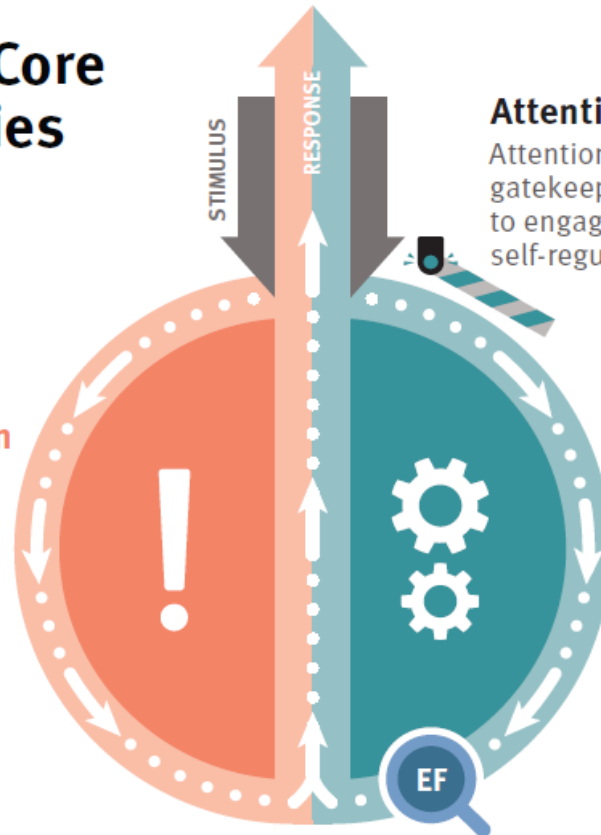 Core
ies
STIMULUS
RESPONSE
Attenti
Attention
gatekeep
to engag
self-regu
n
EF